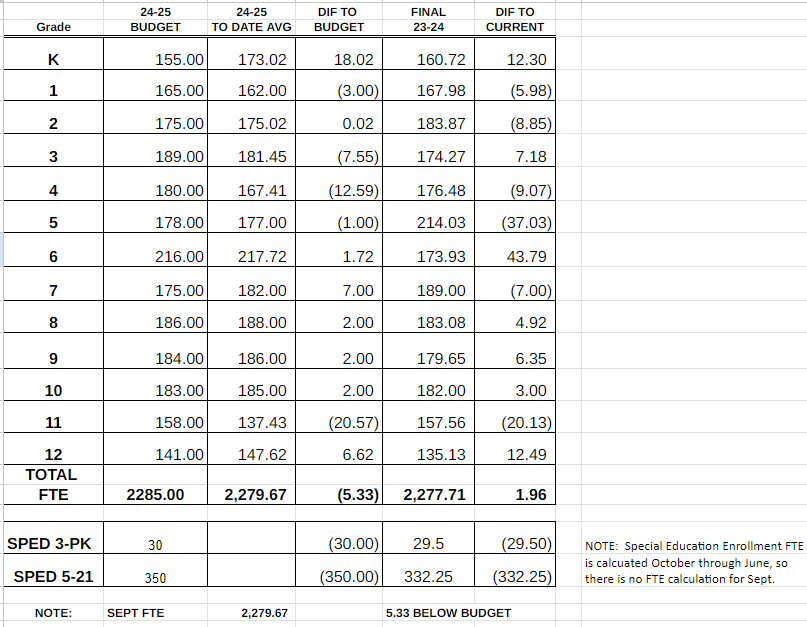 Grade 24-25 BUDGET 24-25 TO DATE AVG DIF TO BUDGET FINAL 23-24 DIF TO CURRENT
K 155.00 173.02 18.02 160.72 12.30
1 165.00 162.00 (3.00) 167.98 (5.98)
2 175.00 175.02 0.02 183.87 (8.85)
3 189.00 181.45 (7.55) 174.27 7.18
4 180.00 167.41 (12.59) 176.48 (9.07)
5 178.00 177.00 (1.00) 214.03 (37.03)
6 216.00 217.72 1.72 173.93 43.79
7 175.00 182.00 7.00 189.00 (7.00)
8 186.00 188.00 2.00 183.08 4.92
9 184.00 186.00 2.00 179.65 6.35
10 183.00 185.00 2.00 182.00 3.00
11 158.00 137.43 (20.57) 157.56 (20.13)
12 141.00 147.62 6.62 135.13 12.49
TOTAL
FTE 2285.00 2,279.67 (5.33) 2,277.71 1.96
SPED 3-PK 30 (30.00) 29.5 (29.50)
SPED 5-21 350 (350.00) 332.25 (332.25)
NOTE: Special Education Enrollment FTE
is calcuated October through June, so
there is no FTE calculation for Sept.
NOTE: SEPT FTE 2,279.67 5.33 BELOW BUDGET